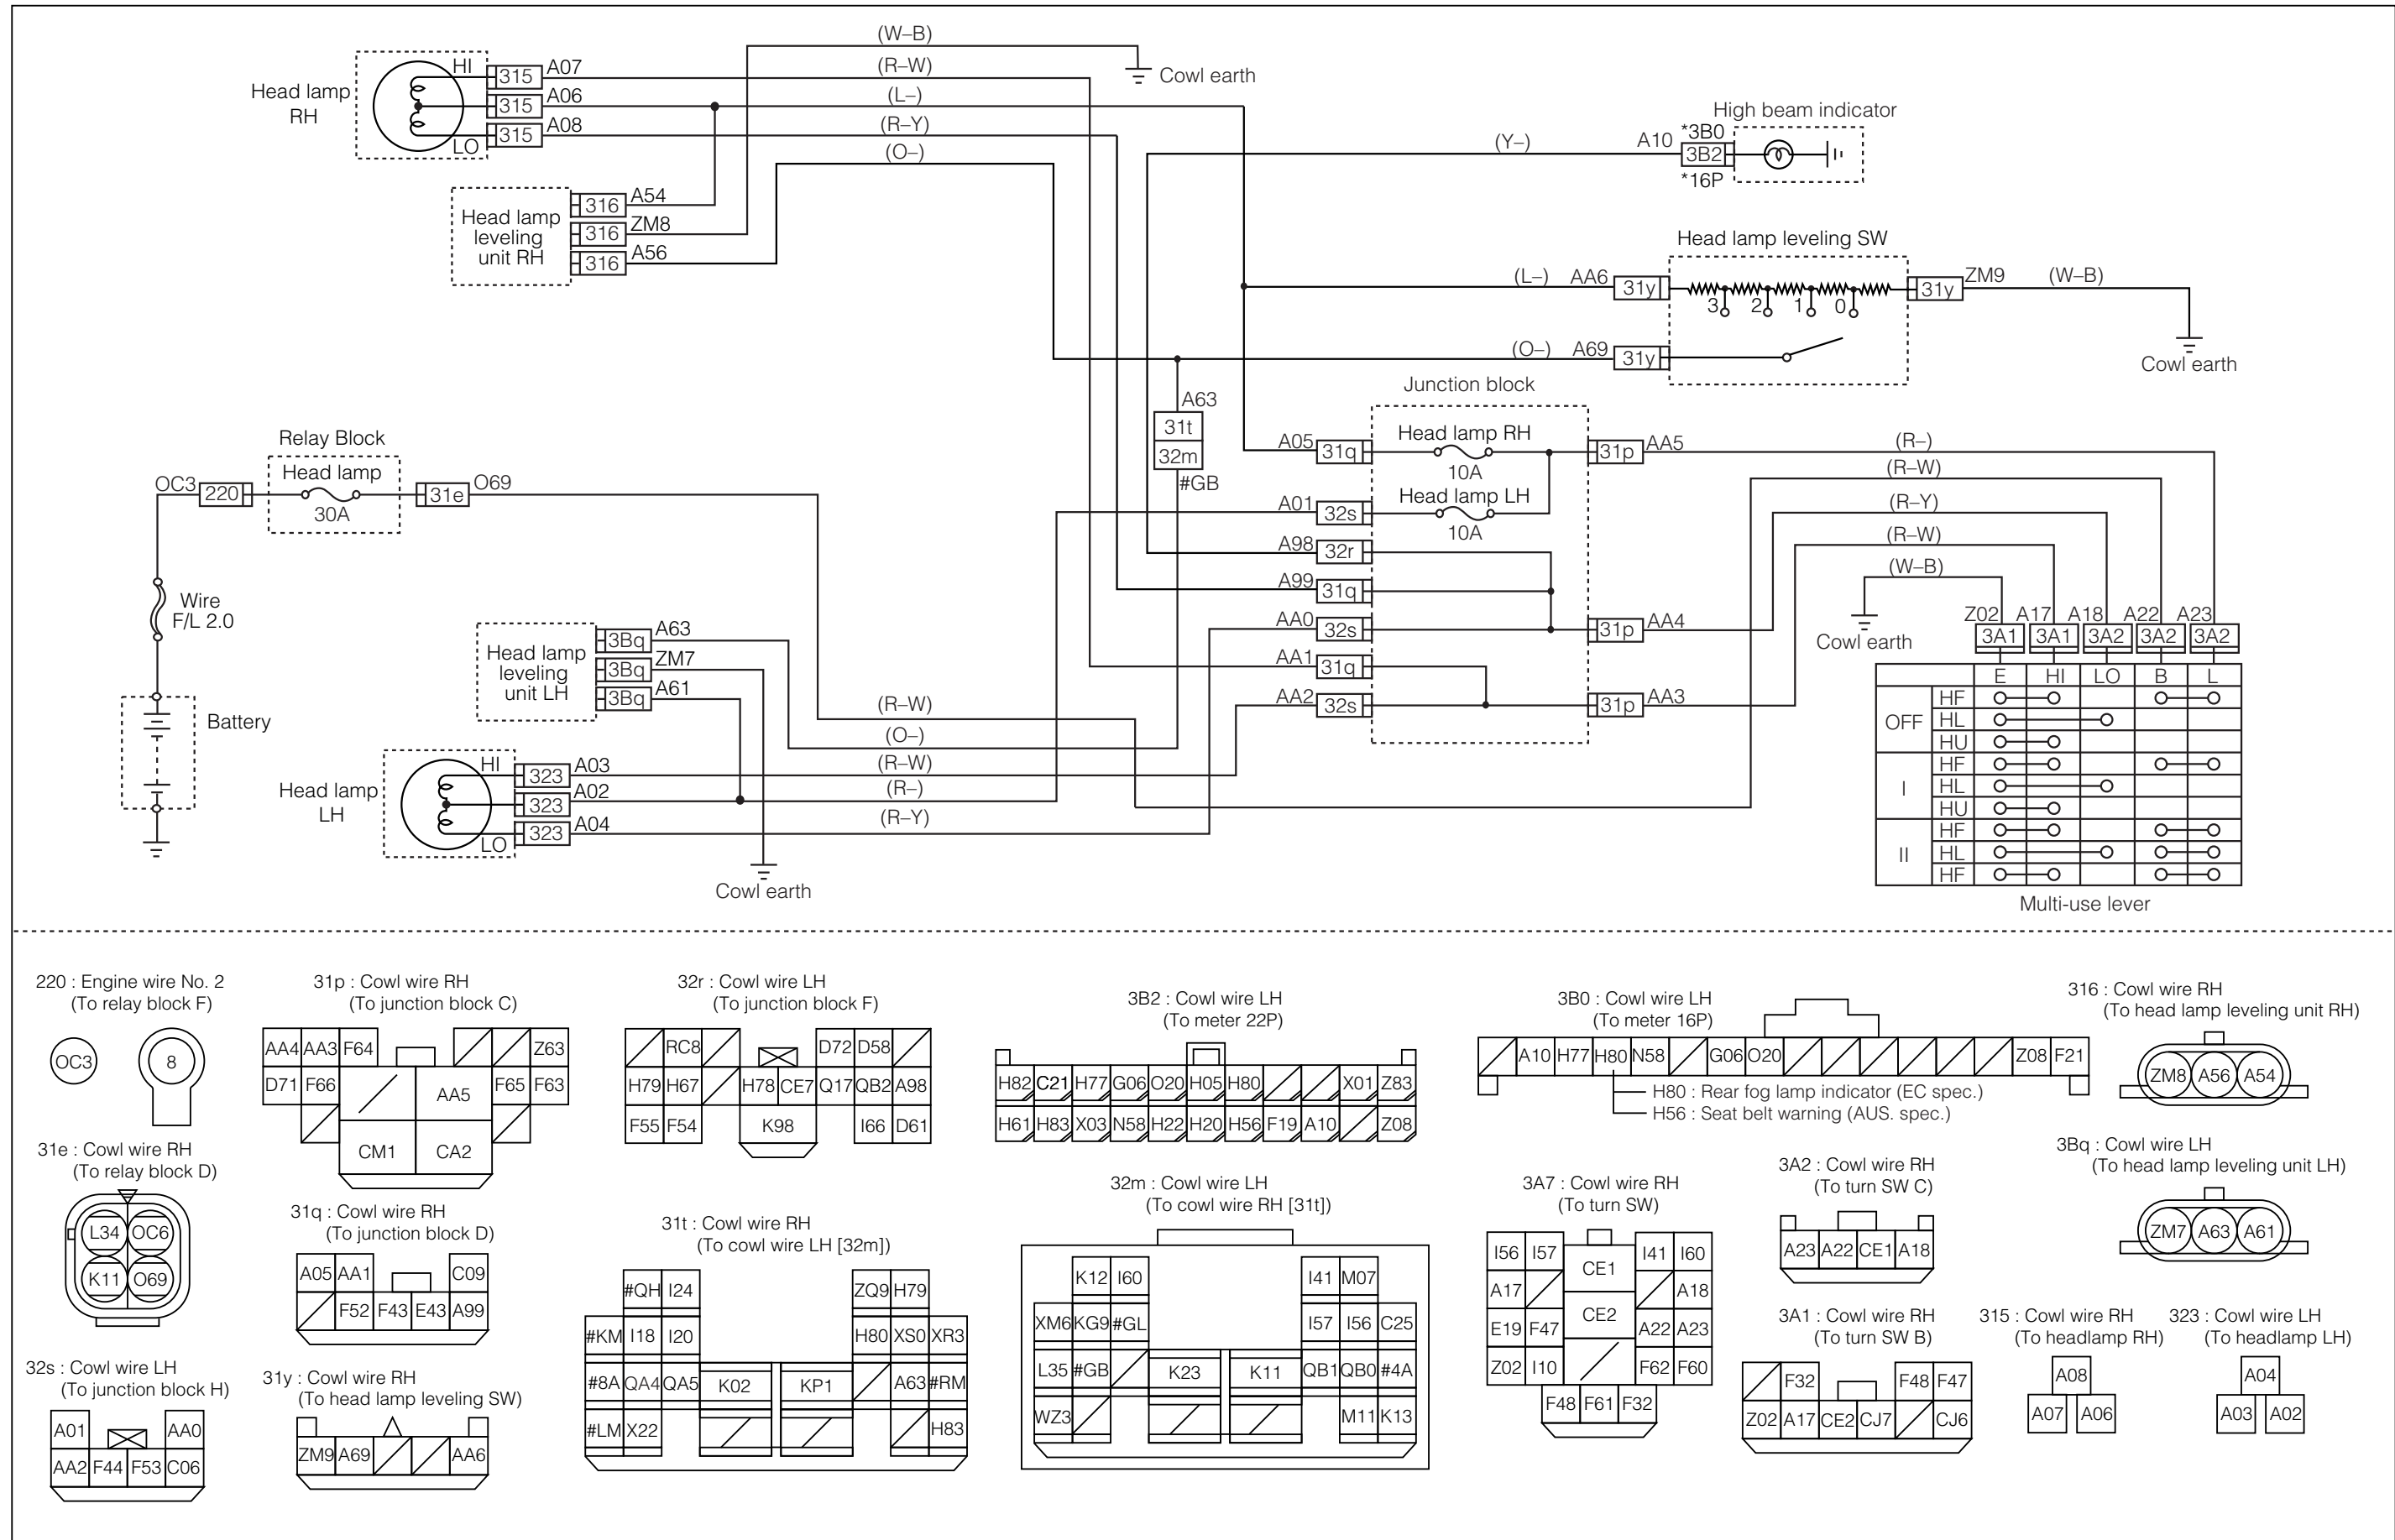 (W–B)
Cowl earth
Head lamp
RH
HI
315
A07
(R–W)
315
A06
(L–)
LO
315
A08
(R–Y)
(O–)
Head lamp
leveling
unit RH
316
A54
316
ZM8
316
A56
High beam indicator
(Y–)
A10
*3B0
3B2
*16P
Head lamp leveling SW
(L–)
AA6
31y
3
2
1
0
31y
ZM9
(W–B)
Cowl earth
(O–)
A69
31y
A63
31t
32m
#GB
Relay Block
Head lamp
30A
OC3
220
31e
O69
Wire
F/L 2.0
Battery
Junction block
Head lamp RH
10A
Head lamp LH
10A
A05
31q
A01
32s
A98
32r
A99
31q
AA0
32s
AA1
31q
AA2
32s
31p
AA5
(R–)
(R–W)
(R–Y)
(R–W)
(W–B)
31p
AA4
31p
AA3
Cowl earth
Head lamp
leveling
unit LH
3Bq
A63
3Bq
ZM7
3Bq
A61
(R–W)
(O–)
Head lamp
LH
HI
323
A03
(R–W)
323
A02
(R–)
LO
323
A04
(R–Y)
Cowl earth
Z02 A17 A18 A22 A23
3A1 3A1 3A2 3A2 3A2
E HI LO B L
OFF
HF
HL
HU
I
HF
HL
HU
II
HF
HL
HF
Multi-use lever
220 : Engine wire No. 2
(To relay block F)
OC3
8
31e : Cowl wire RH
(To relay block D)
L34 OC6
K11 O69
32s : Cowl wire LH
(To junction block H)
A01 AA0
AA2 F44 F53 C06
31p : Cowl wire RH
(To junction block C)
AA4 AA3 F64 Z63
D71 F66 AA5 F65 F63
CM1 CA2
31q : Cowl wire RH
(To junction block D)
A05 AA1 C09
F52 F43 E43 A99
31y : Cowl wire RH
(To head lamp leveling SW)
ZM9 A69 AA6
32r : Cowl wire LH
(To junction block F)
RC8 D72 D58
H79 H67 H78 CE7 Q17 QB2 A98
F55 F54 K98 I66 D61
31t : Cowl wire RH
(To cowl wire LH [32m])
#QH I24 ZQ9 H79
#KM I18 I20 H80 XS0 XR3
#8A QA4 QA5 K02 KP1 A63 #RM
#LM X22 H83
3B2 : Cowl wire LH
(To meter 22P)
H82 C21 H77 G06 O20 H05 H80 X01 Z83
H61 H83 X03 N58 H22 H20 H56 F19 A10 Z08
32m : Cowl wire LH
(To cowl wire RH [31t])
K12 I60 I41 M07
XM6 KG9 #GL I57 I56 C25
L35 #GB K23 K11 QB1 QB0 #4A
WZ3 M11 K13
3B0 : Cowl wire LH
(To meter 16P)
A10 H77 H80 N58 G06 O20 Z08 F21
H80 : Rear fog lamp indicator (EC spec.)
H56 : Seat belt warning (AUS. spec.)
3A7 : Cowl wire RH
(To turn SW)
I56 I57 CE1 I41 I60
A17 A18
E19 F47 CE2 A22 A23
Z02 I10 F62 F60
F48 F61 F32
3A2 : Cowl wire RH
(To turn SW C)
A23 A22 CE1 A18
3A1 : Cowl wire RH
(To turn SW B)
F32 F48 F47
Z02 A17 CE2 CJ7 CJ6
316 : Cowl wire RH
(To head lamp leveling unit RH)
ZM8 A56 A54
3Bq : Cowl wire LH
(To head lamp leveling unit LH)
ZM7 A63 A61
315 : Cowl wire RH
(To headlamp RH)
A08
A07 A06
323 : Cowl wire LH
(To headlamp LH)
A04
A03 A02